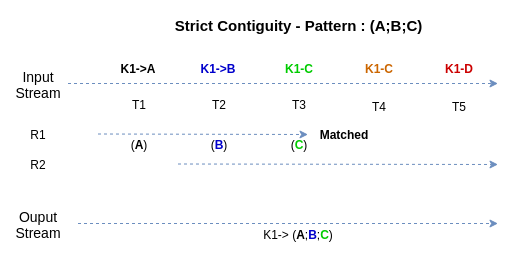 Strict Contiguity - Pattern : (A;B;C)
K1->A K1->B K1-C K1-C K1-D
Input
Stream
T1 T2 T3 T4 T5
R1 Matched
(A) (B) (C)
R2
Ouput
Stream
K1-> (A;B;C)